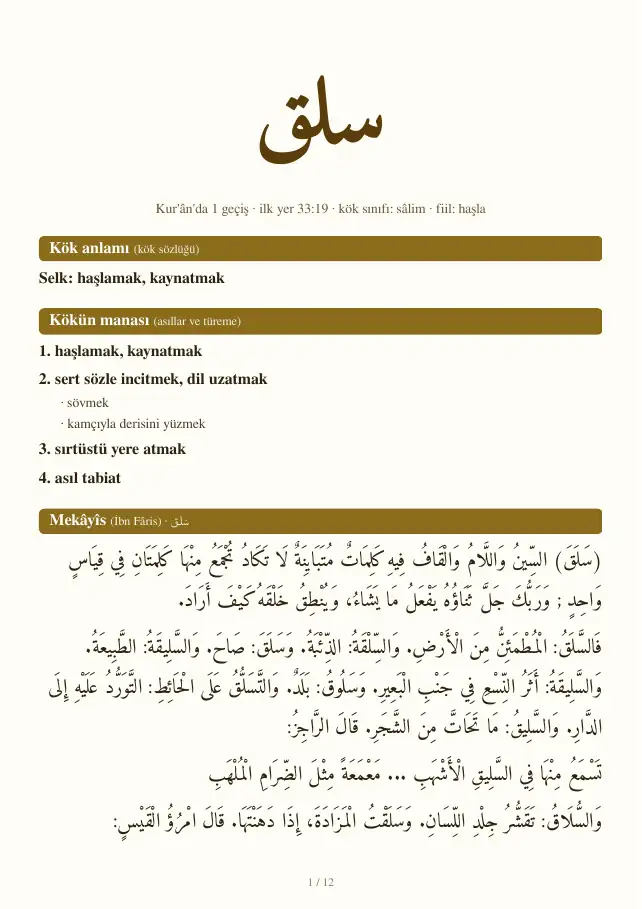 سلق
Kur'ân'da 1 geçiş · ilk yer 33:19 · kök sınıfı: sâlim · fiil: haşla
Kök anlamı (kök sözlüğü)
Selk: haşlamak, kaynatmak
Kökün manası (asıllar ve türeme)
1. haşlamak, kaynatmak
2. sert sözle incitmek, dil uzatmak
· sövmek
· kamçıyla derisini yüzmek
3. sırtüstü yere atmak
4. asıl tabiat
Mekâyîs (İbn Fâris) · سَلَقَ
(سَلَقَ) السِّينُ وَاللَّامُ وَالْقَافُ فِيهِ كَلِمَاتٌ مُتَبَايِنَةٌ لَا تَكَادُ تُجْمَعُ مِنْهَا كَلِمَتَانِ فِي قِيَاسٍ
وَاحِدٍ ; وَرَبُّكَ جَلَّ ثَنَاؤُهُ يَفْعَلُ مَا يَشَاءُ، وَيُنْطِقُ خَلْقَهُ كَيْفَ أَرَادَ.
فَالسَّلَقُ: الْمُطْمَئِنُّ مِنَ الْأَرْضِ. وَالسِّلْقَةُ: الذِّئْبَةُ. وَسَلَقَ: صَاحَ. وَالسَّلِيقَةُ: الطَّبِيعَةُ.
وَالسَّلِيقَةُ: أَثَرُ النِّسْعِ فِي جَنْبِ الْبَعِيرِ. وَسَلُوقُ: بَلَدٌ. وَالتَّسَلُّقُ عَلَى الْحَائِطِ: التَّوَرُّدُ عَلَيْهِ إِلَى
الدَّارِ. وَالسَّلِيقُ: مَا تَحَاتَّ مِنَ الشَّجَرِ. قَالَ الرَّاجِزُ:
تَسْمَعُ مِنْهَا فِي السَّلِيقِ الْأَشْهَبِ ... مَعْمَعَةً مِثْلَ الضِّرَامِ الْمُلْهَبِ
وَالسُّلَاقُ: تَقَشُّرُ جِلْدِ اللِّسَانِ. وَسَلَقْتُ الْمَزَادَةَ، إِذَا دَهَنْتَهَا. قَالَ امْرُؤُ الْقَيْسِ:
1 / 12